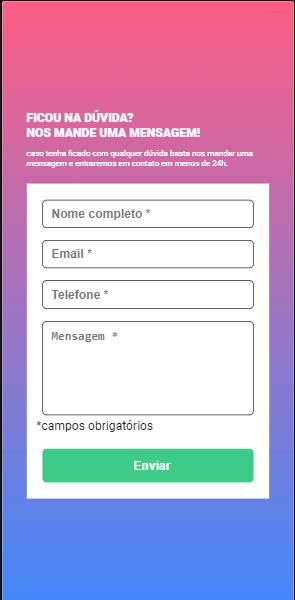 FICOU NA DÚVIDA?
NOS MANDE UMA MENSAGEM!
caso tenha ficado com qualquer dúvida basta nos mandar uma
mensagem e entraremos em contato em menos de 24h.
Nome completo *
Email *
Telefone *
Mensagem *
*campos obrigatórios
Enviar